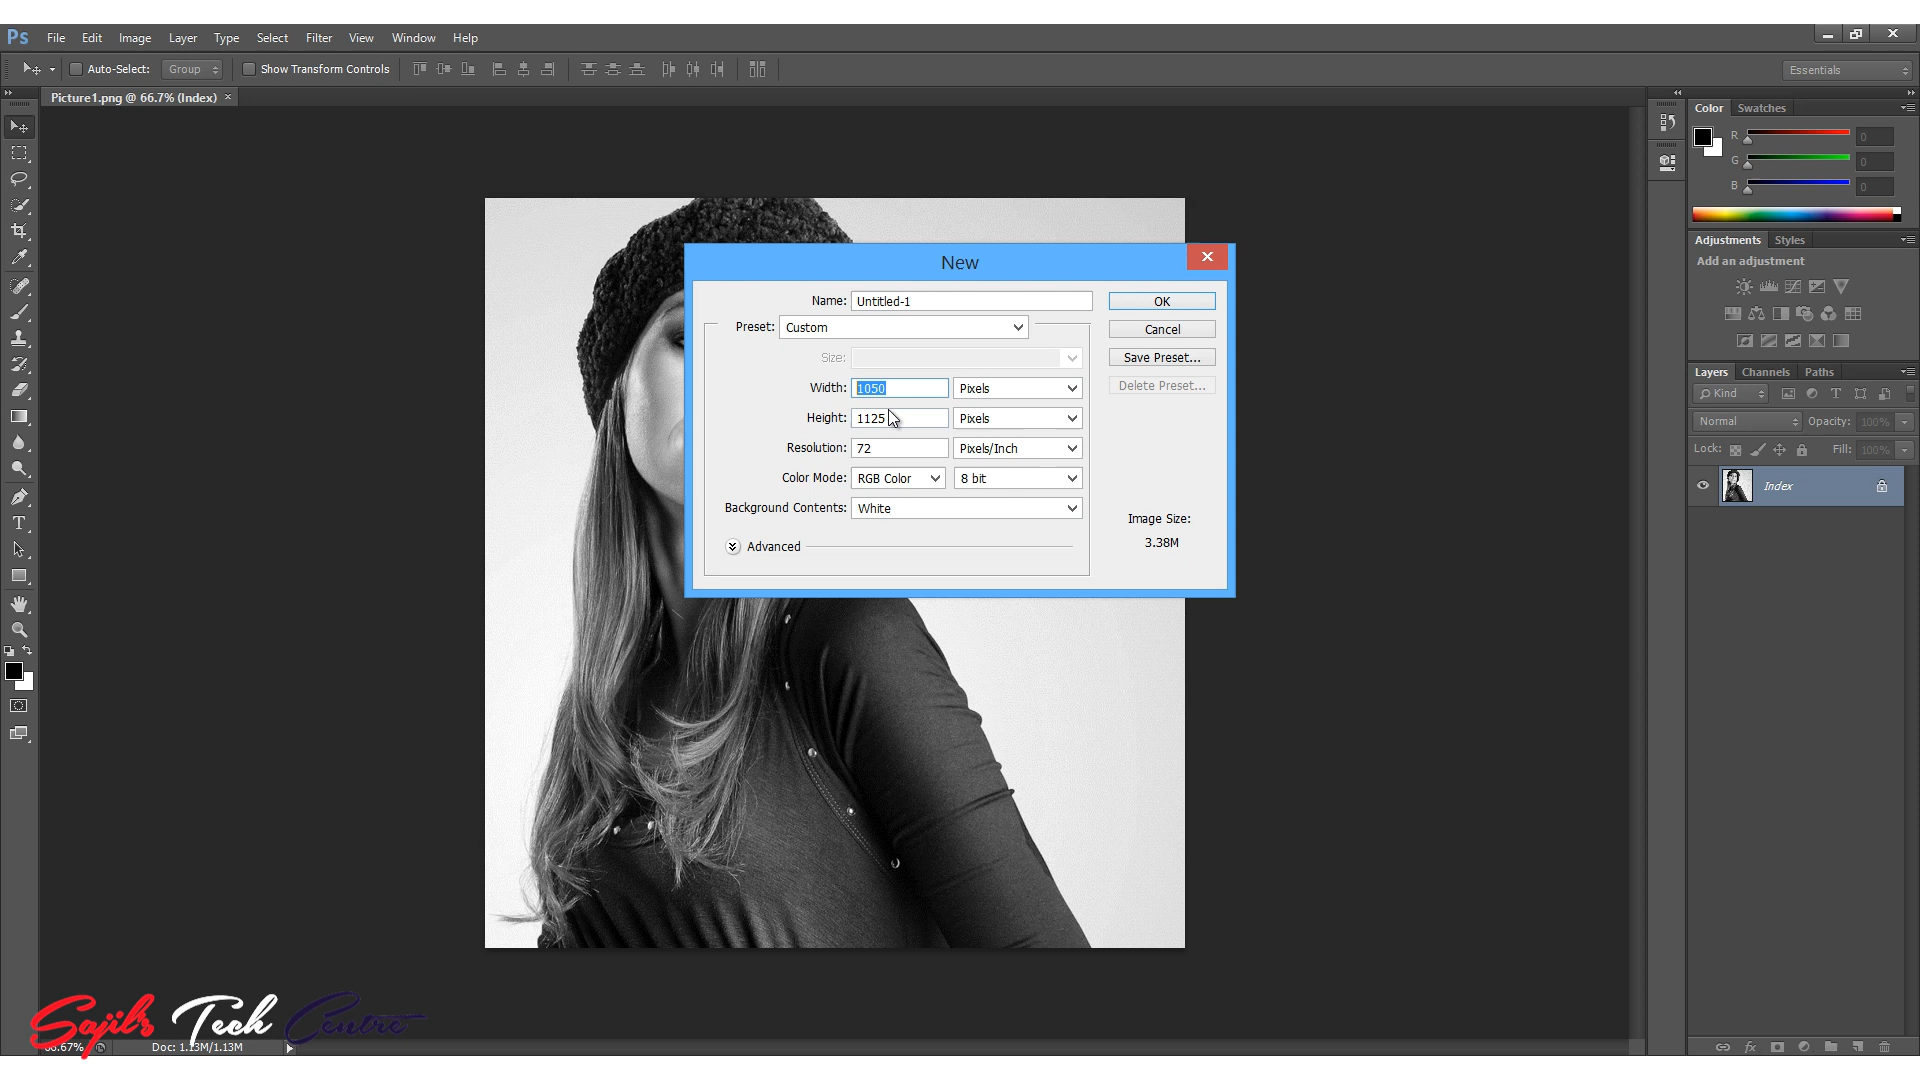 Ps File Edit Image Layer Type Select Filter View Window Help
Auto-Select: Group Show Transform Controls Essentials
Picture1.png @ 66.7% (Index) ×
Color Swatches
R 0
G 0
B 0
Adjustments Styles
Add an adjustment
Layers Channels Paths
Kind
Normal Opacity: 100%
Lock: Fill: 100%
Index
New
Name: Untitled-1 OK
Preset: Custom Cancel
Size: Save Preset...
Width: 1050 Pixels Delete Preset...
Height: 1125 Pixels
Resolution: 72 Pixels/Inch
Color Mode: RGB Color 8 bit
Background Contents: White
Image Size:
3.38M
Advanced
T
Sajil's Tech Centre
66.67% Doc: 1.13M/1.13M
fx